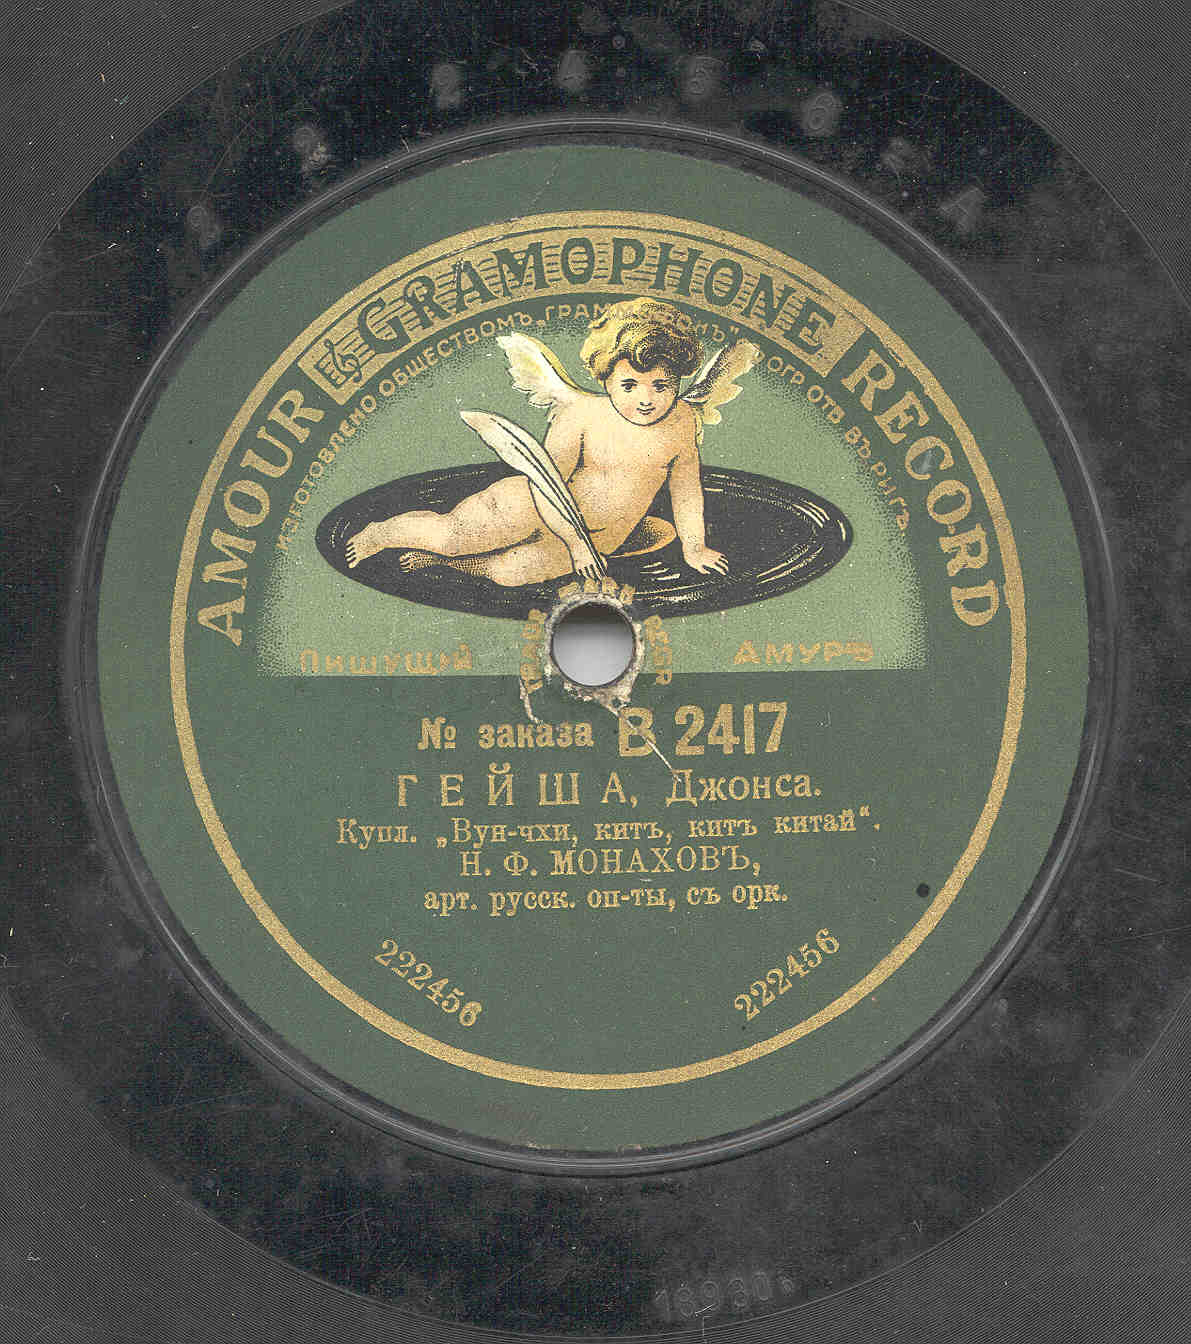 AMOUR GRAMOPHONE RECORD
ИЗГОТОВЛЕНО ОБЩЕСТВОМЪ „ГРАММОФОНЪ" СЪ ОГР ОТВ ВЪ РИГѢ
ПИШУЩІЙ АМУРЪ
№ заказа В 2417
ГЕЙША, Джонса.
Купл. „Вун-чхи, китъ, китъ китай“.
Н. Ф. МОНАХОВЪ,
арт. русск. оп-ты, съ орк.
222456 222456